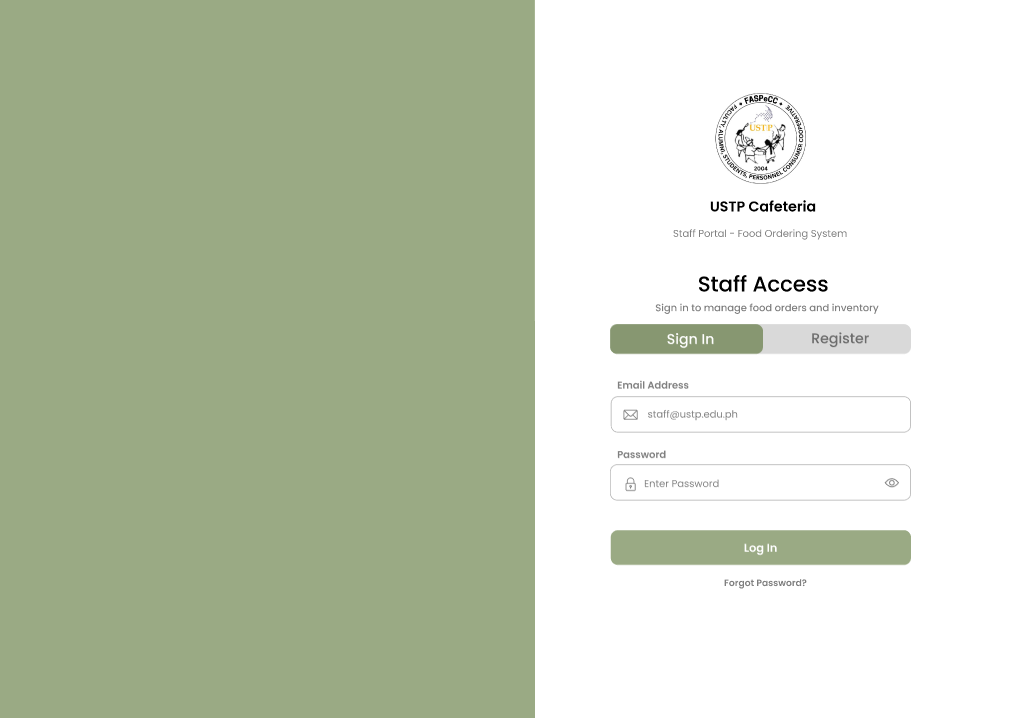 FASPeCC
FACULTY, ALUMNI, STUDENTS, PERSONNEL CONSUMER COOPERATIVE
USTP
2004
USTP Cafeteria
Staff Portal - Food Ordering System
Staff Access
Sign in to manage food orders and inventory
Sign In
Register
Email Address
staff@ustp.edu.ph
Password
Enter Password
Log In
Forgot Password?